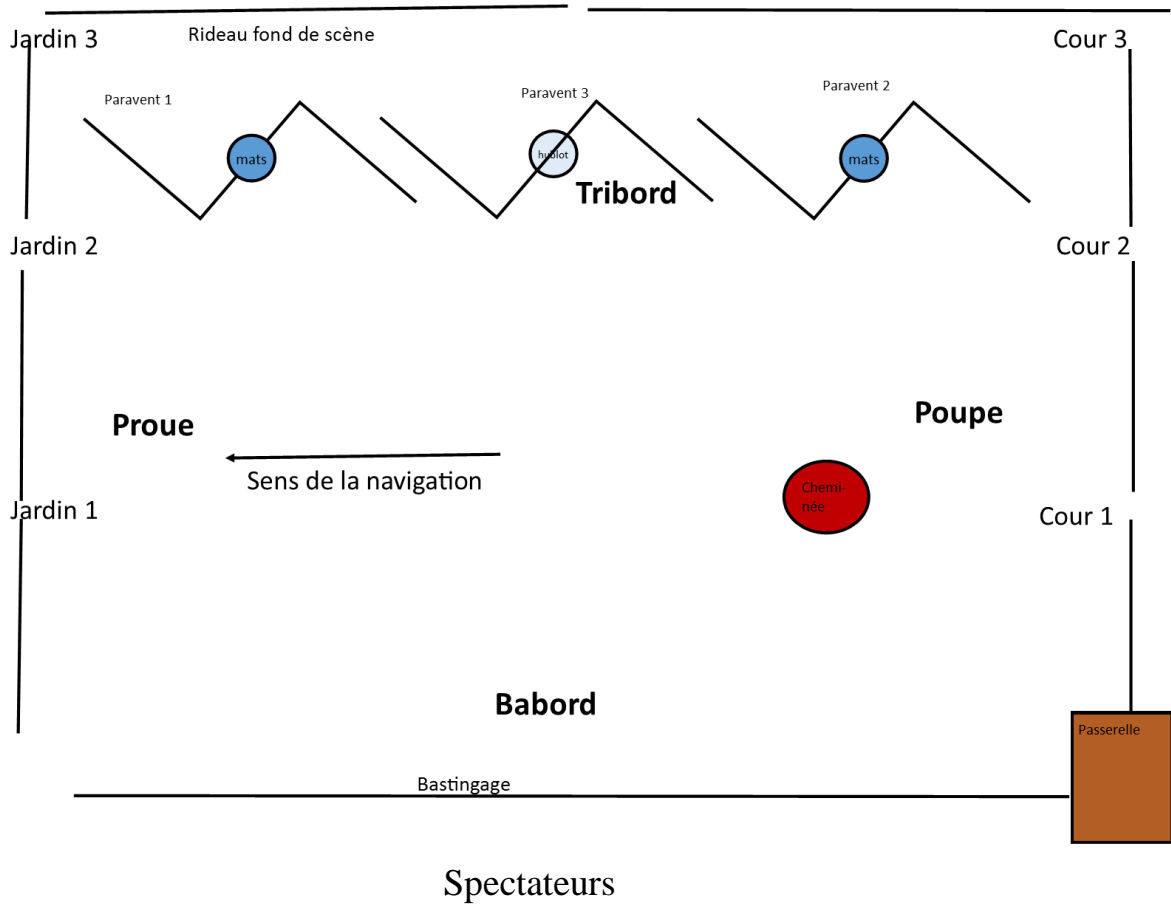 Jardin 3
Rideau fond de scène
Cour 3
Paravent 1
Paravent 3
Paravent 2
mats
hublot
mats
Tribord
Jardin 2
Cour 2
Proue
Poupe
Sens de la navigation
Chemi-
née
Jardin 1
Cour 1
Babord
Passerelle
Bastingage
Spectateurs